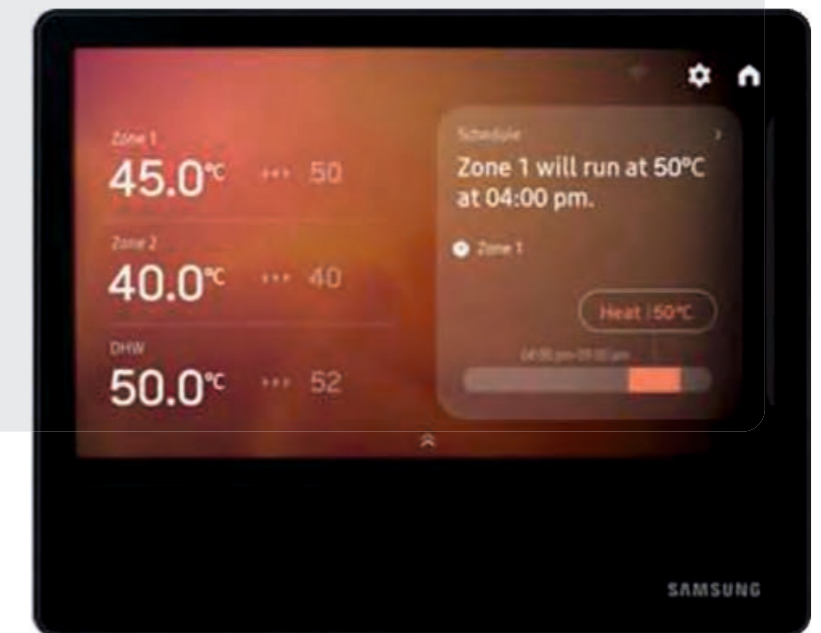 Zone 1
45.0°C >>> 50
Zone 2
40.0°C >>> 40
DHW
50.0°C >>> 52
Schedule
Zone 1 will run at 50°C
at 04:00 pm.
Zone 1
Heat | 50°C
SAMSUNG